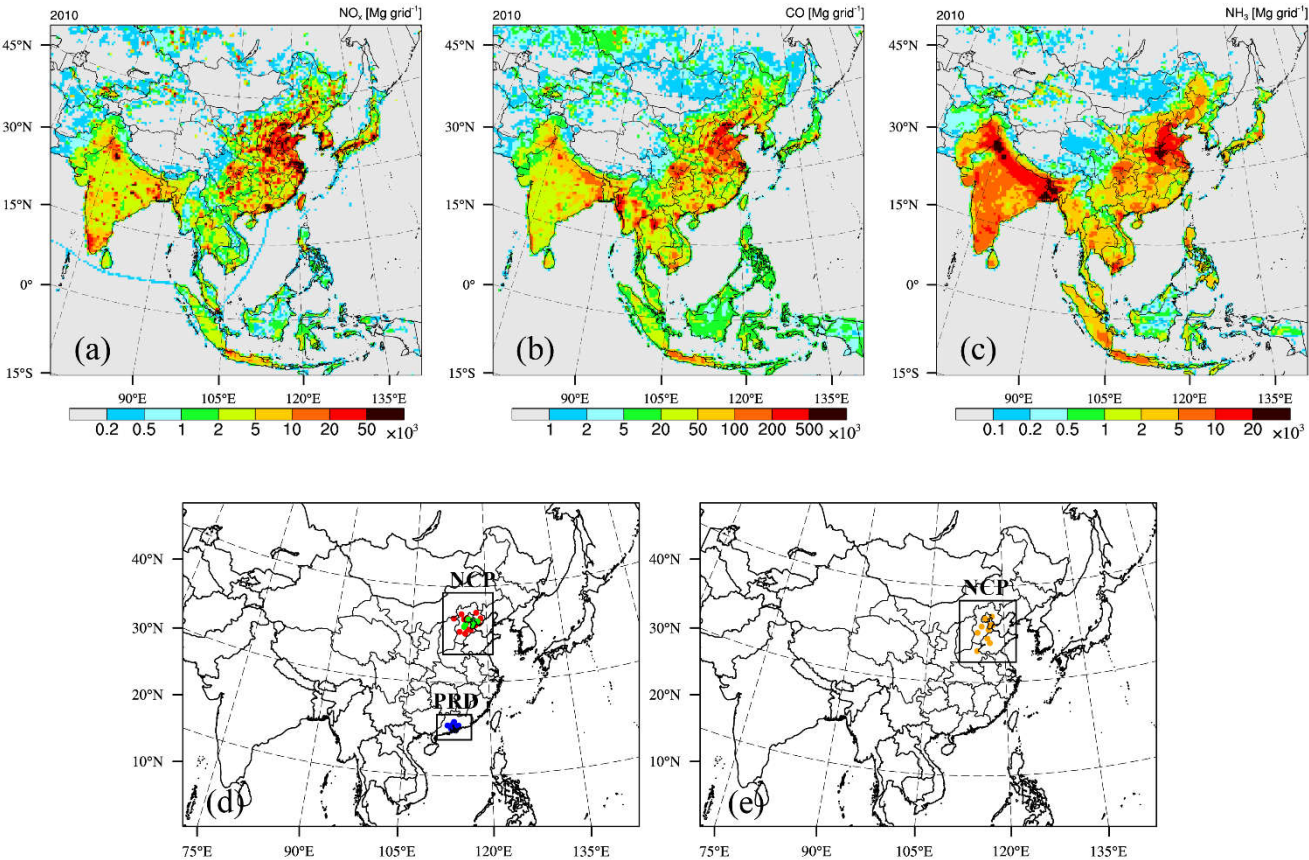 2010 NOₓ [Mg grid⁻¹]
45°N
30°N
15°N
0°
15°S
(a)
90°E 105°E 120°E 135°E
0.2 0.5 1 2 5 10 20 50 ×10³
2010 CO [Mg grid⁻¹]
45°N
30°N
15°N
0°
15°S
(b)
90°E 105°E 120°E 135°E
1 2 5 20 50 100 200 500 ×10³
2010 NH₃ [Mg grid⁻¹]
45°N
30°N
15°N
0°
15°S
(c)
90°E 105°E 120°E 135°E
0.1 0.2 0.5 1 2 5 10 20 ×10³
40°N
30°N
20°N
10°N
NCP
PRD
(d)
75°E 90°E 105°E 120°E 135°E
40°N
30°N
20°N
10°N
NCP
(e)
75°E 90°E 105°E 120°E 135°E